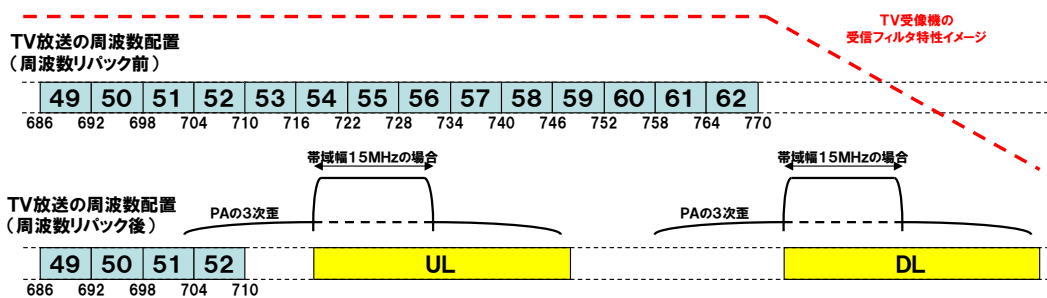 TV受像機の
受信フィルタ特性イメージ
TV放送の周波数配置
(周波数リパック前)
49 50 51 52 53 54 55 56 57 58 59 60 61 62
686 692 698 704 710 716 722 728 734 740 746 752 758 764 770
帯域幅15MHzの場合 帯域幅15MHzの場合
TV放送の周波数配置
(周波数リパック後)
PAの3次歪 PAの3次歪
49 50 51 52 UL DL
686 692 698 704 710